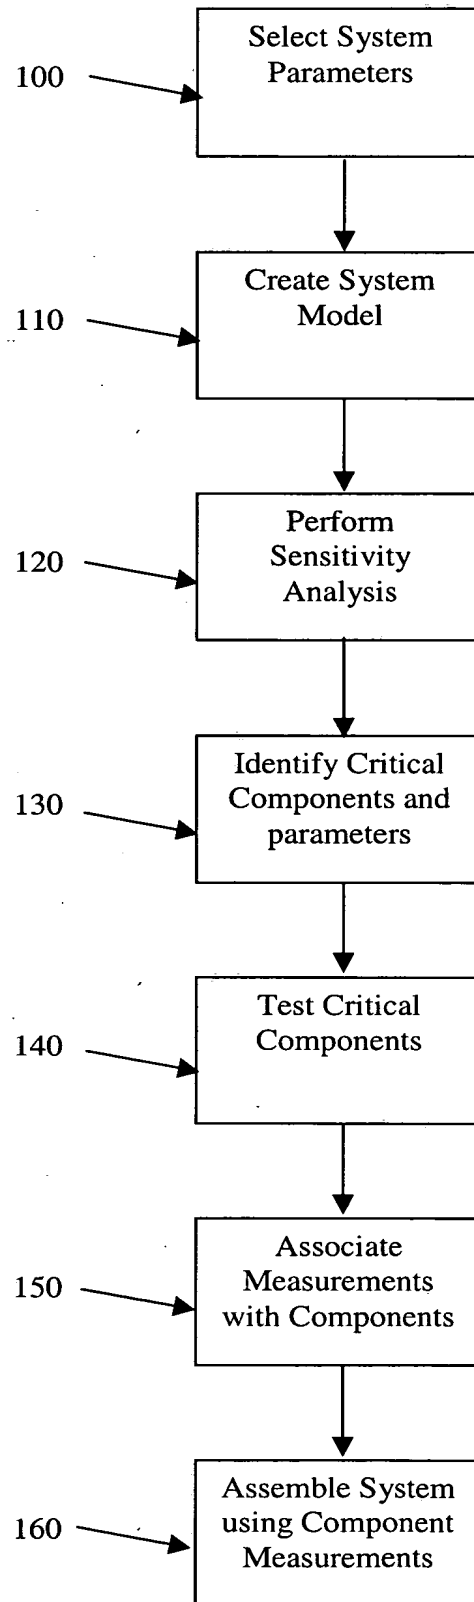 Select System
Parameters
100
Create System
Model
110
Perform
Sensitivity
Analysis
120
Identify Critical
Components and
parameters
130
Test Critical
Components
140
Associate
Measurements
with Components
150
Assemble System
using Component
Measurements
160